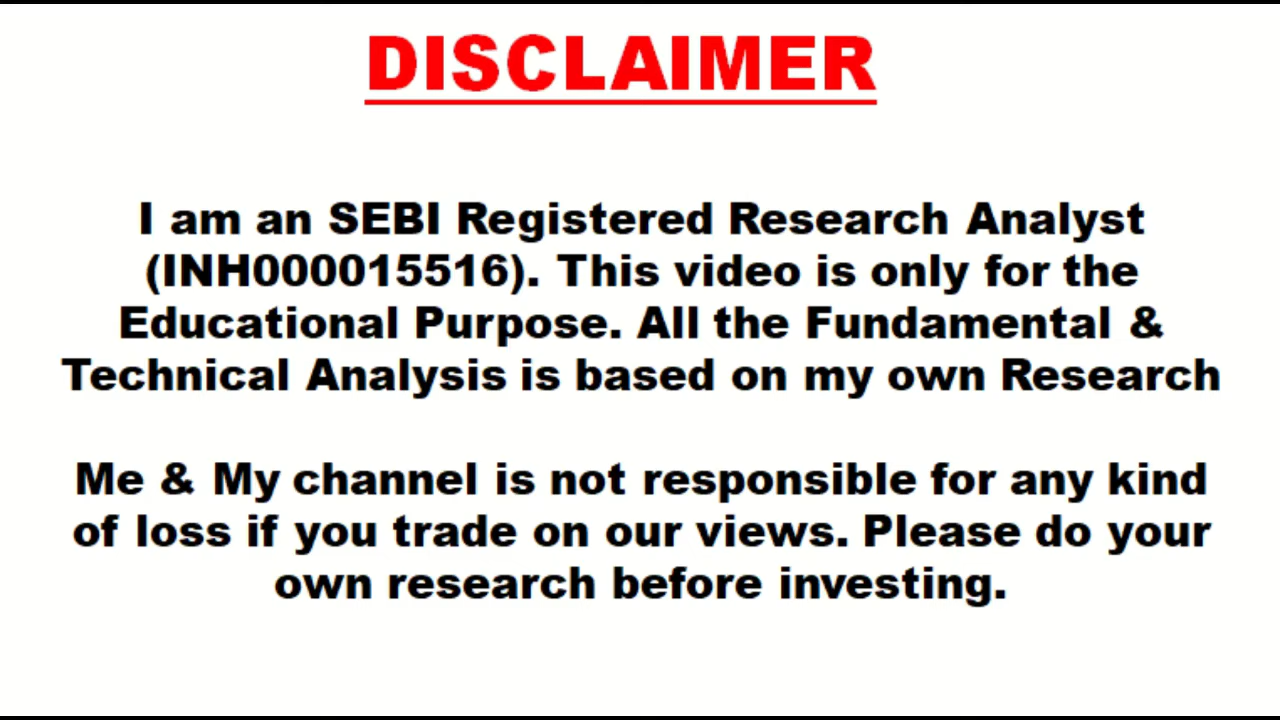 DISCLAIMER
I am an SEBI Registered Research Analyst
(INH000015516). This video is only for the
Educational Purpose. All the Fundamental &
Technical Analysis is based on my own Research
Me & My channel is not responsible for any kind
of loss if you trade on our views. Please do your
own research before investing.